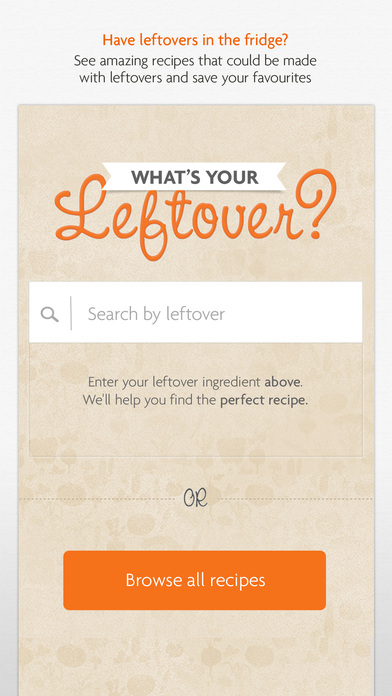 Have leftovers in the fridge?
See amazing recipes that could be made
with leftovers and save your favourites
WHAT'S YOUR
Leftover?
Search by leftover
Enter your leftover ingredient above.
We'll help you find the perfect recipe.
OR
Browse all recipes